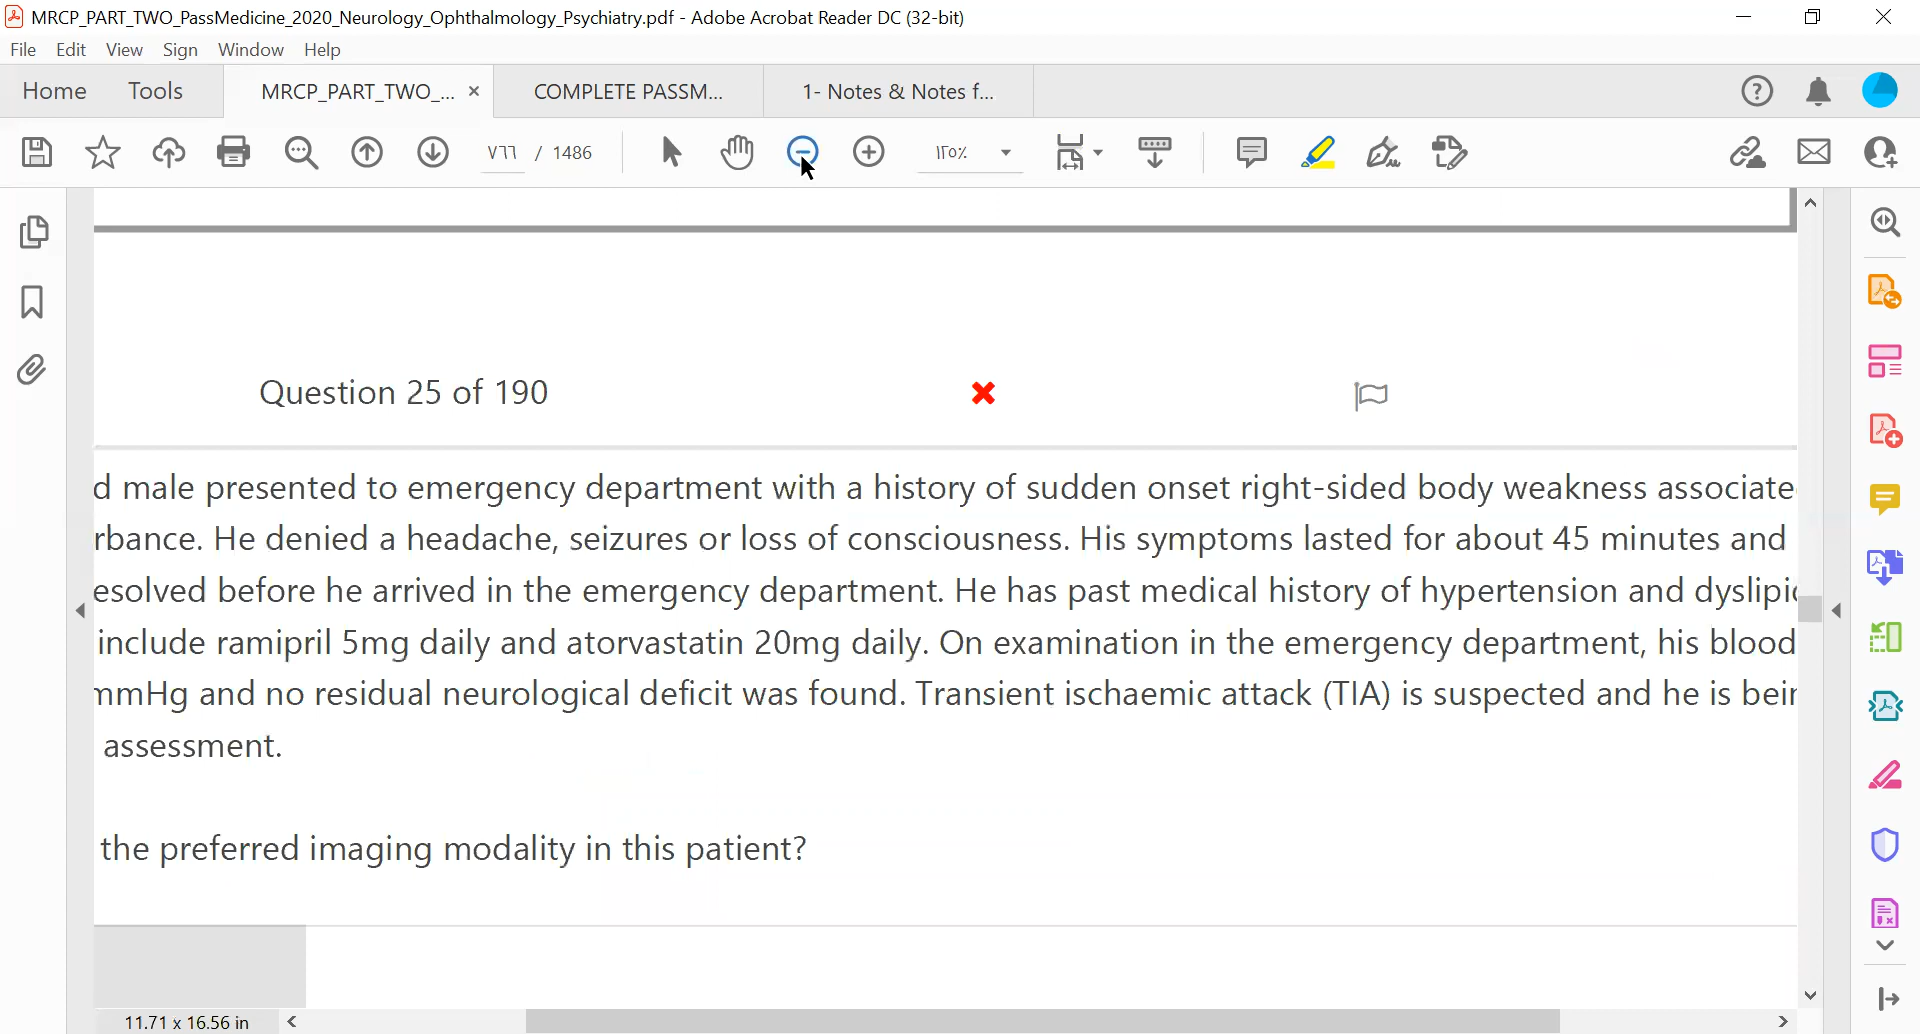 MRCP_PART_TWO_PassMedicine_2020_Neurology_Ophthalmology_Psychiatry.pdf - Adobe Acrobat Reader DC (32-bit)
File Edit View Sign Window Help
Home Tools MRCP_PART_TWO_... × COMPLETE PASSM... 1- Notes & Notes f...
٧٦٦ / 1486 ١٢٥٪
Question 25 of 190
d male presented to emergency department with a history of sudden onset right-sided body weakness associate
rbance. He denied a headache, seizures or loss of consciousness. His symptoms lasted for about 45 minutes and
esolved before he arrived in the emergency department. He has past medical history of hypertension and dyslipi
include ramipril 5mg daily and atorvastatin 20mg daily. On examination in the emergency department, his blood
mmHg and no residual neurological deficit was found. Transient ischaemic attack (TIA) is suspected and he is bei
assessment.
the preferred imaging modality in this patient?
11.71 x 16.56 in